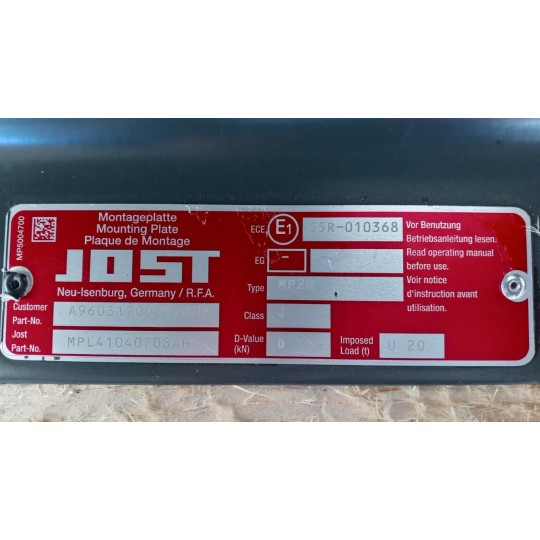 MP5004700
Montageplatte
Mounting Plate
Plaque de Montage
JOST
Neu-Isenburg, Germany / R.F.A.
Customer
Part-No.
Jost
Part-No. MPL41040708AH
ECE E1 55R-010368
EG -
Type
Class J
D-Value
(kN) D
Imposed
Load (t) U 20
Vor Benutzung
Betriebsanleitung lesen.
Read operating manual
before use.
Voir notice
d'instruction avant
utilisation.